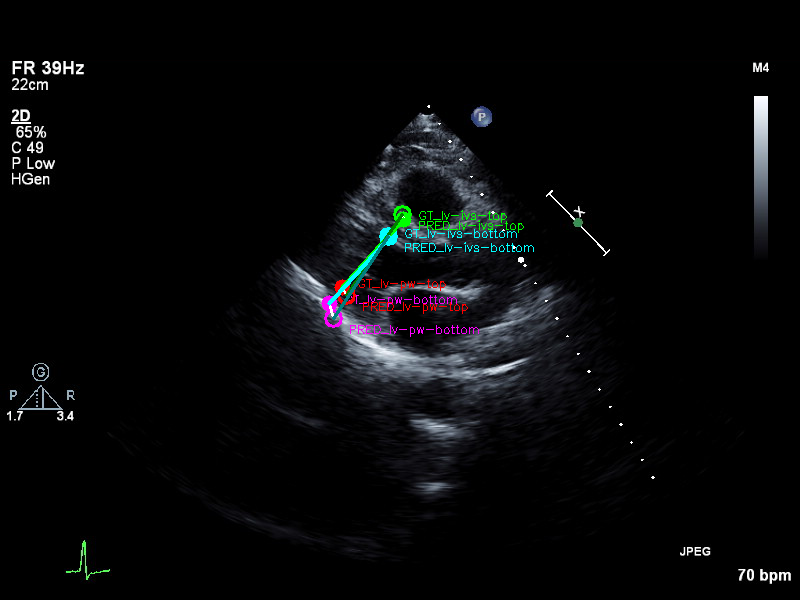 FR 39Hz
22cm
2D
65%
C 49
P Low
HGen
M4
P
X
GT_lv-ivs-top
PRED_lv-ivs-top
GT_lv-ivs-bottom
PRED_lv-ivs-bottom
GT_lv-pw-top
T_lv-pw-bottom
PRED_lv-pw-top
PRED_lv-pw-bottom
G
P R
1.7 3.4
JPEG
70 bpm